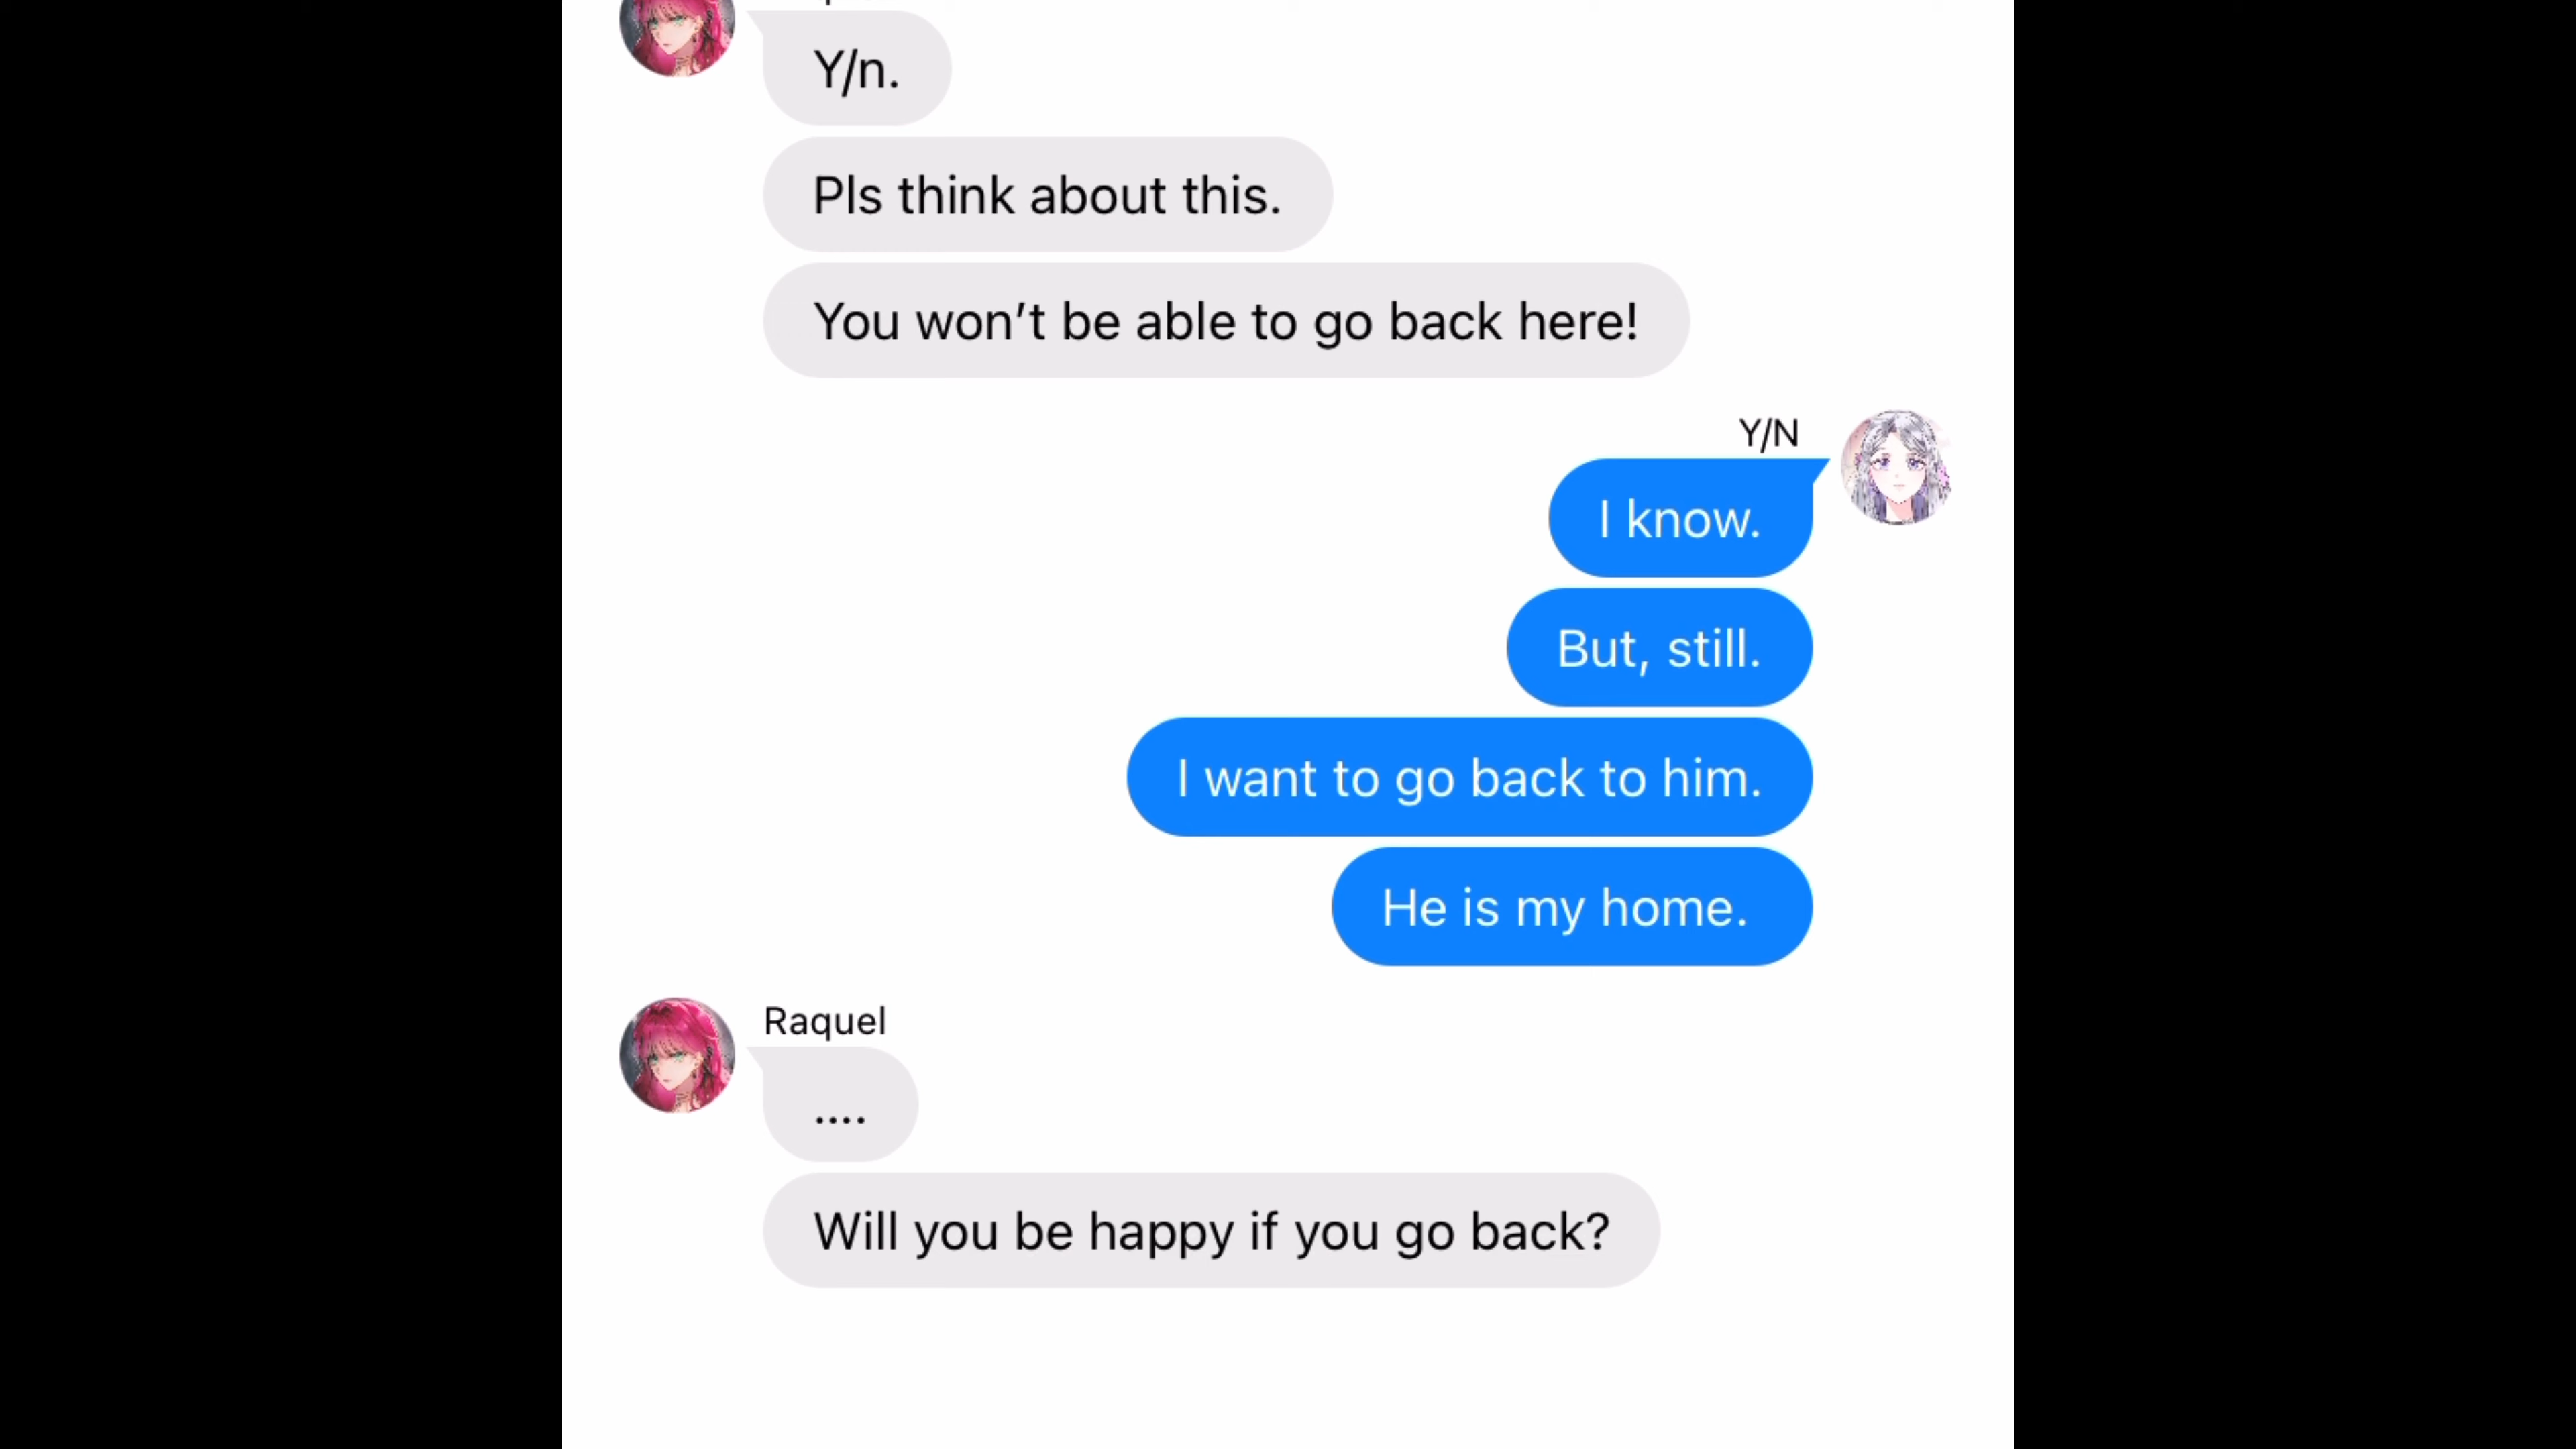 Y/n.
Pls think about this.
You won't be able to go back here!
Y/N
I know.
But, still.
I want to go back to him.
He is my home.
Raquel
....
Will you be happy if you go back?